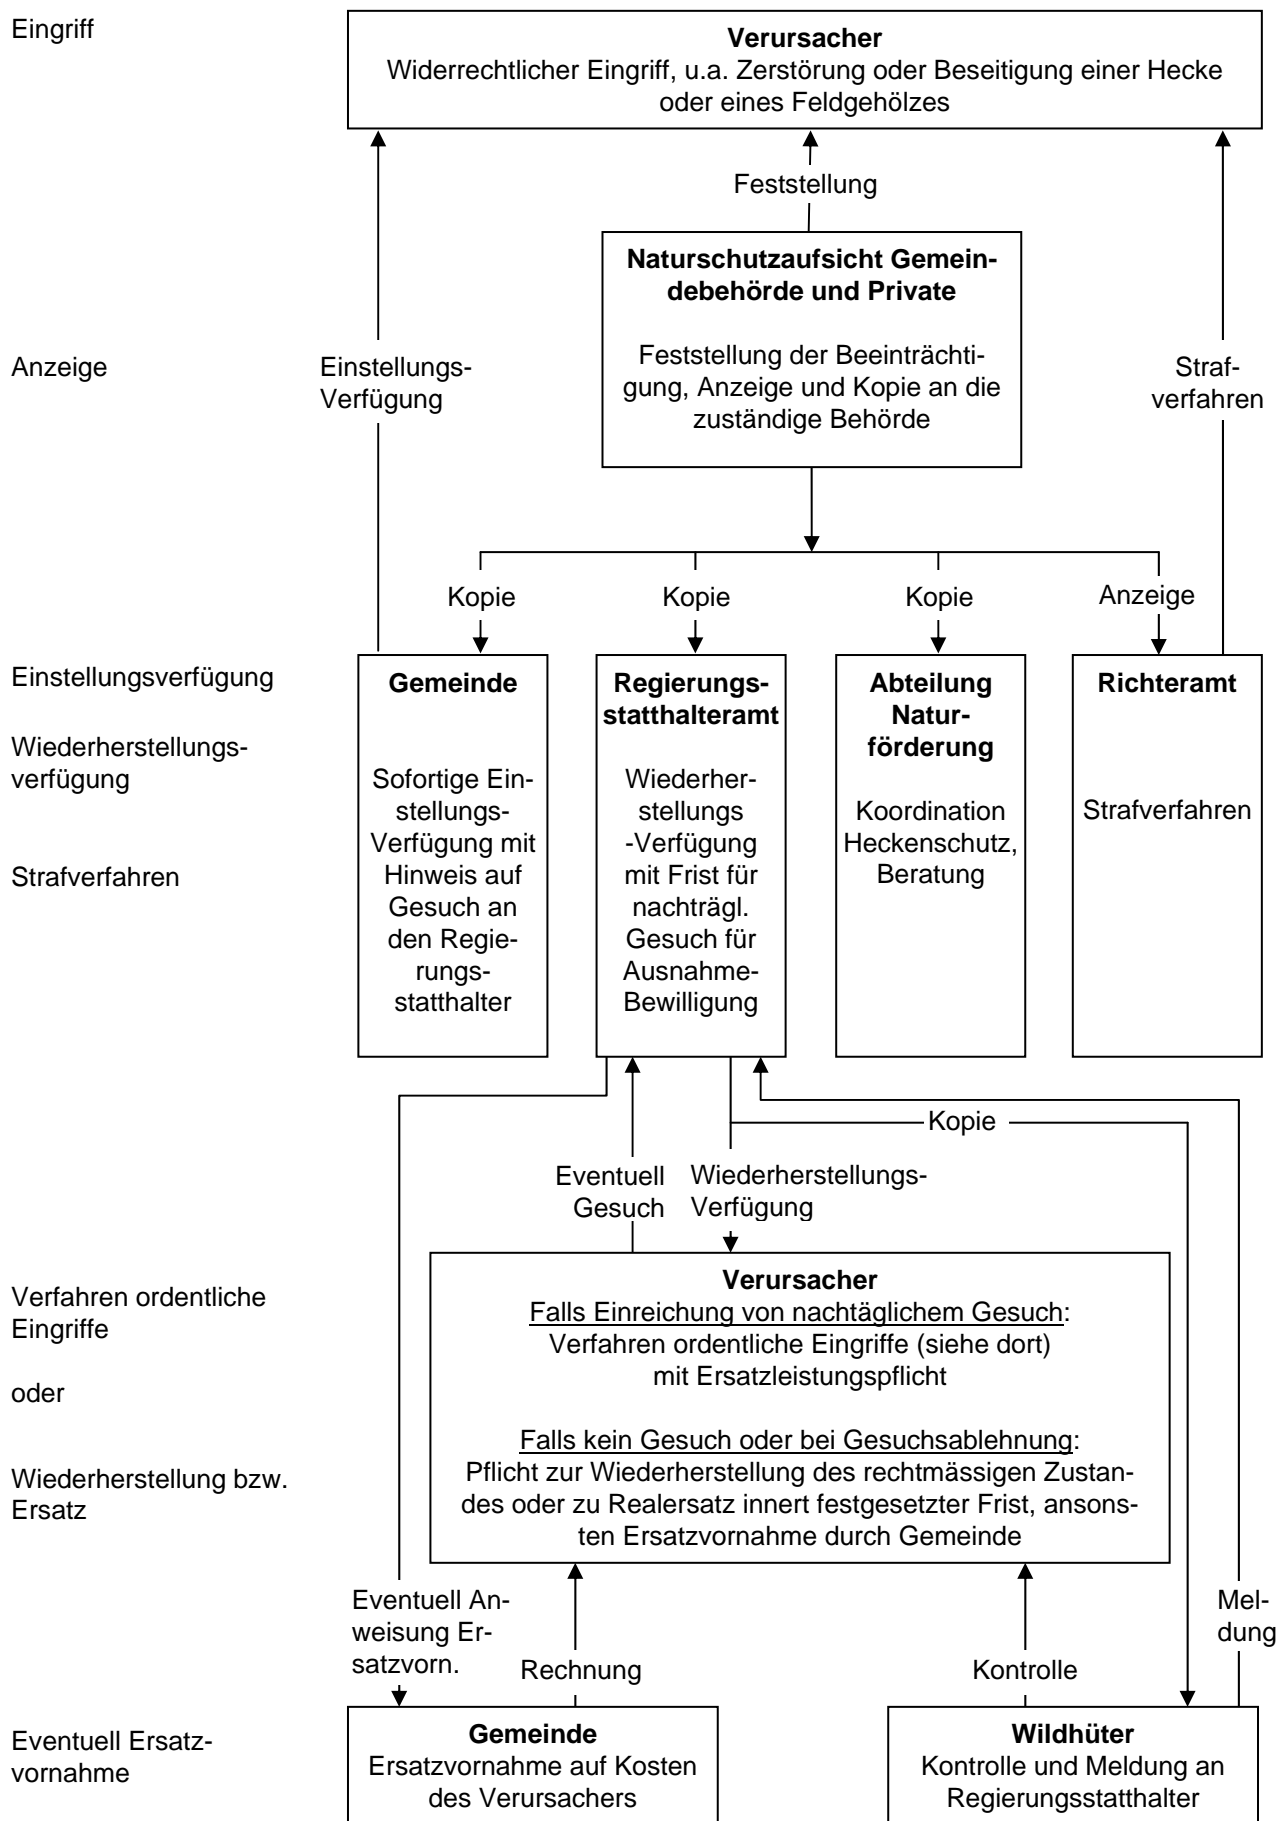 Eingriff
Verursacher
Widerrechtlicher Eingriff, u.a. Zerstörung oder Beseitigung einer Hecke
oder eines Feldgehölzes
Feststellung
Naturschutzaufsicht Gemein-
debehörde und Private
Feststellung der Beeinträchti-
gung, Anzeige und Kopie an die
zuständige Behörde
Anzeige
Einstellungs-
Verfügung
Straf-
verfahren
Kopie
Kopie
Kopie
Anzeige
Einstellungsverfügung
Wiederherstellungs-
verfügung
Strafverfahren
Gemeinde
Sofortige Ein-
stellungs-
Verfügung mit
Hinweis auf
Gesuch an
den Regie-
rungs-
statthalter
Regierungs-
statthalteramt
Wiederher-
stellungs
-Verfügung
mit Frist für
nachträgl.
Gesuch für
Ausnahme-
Bewilligung
Abteilung
Natur-
förderung
Koordination
Heckenschutz,
Beratung
Richteramt
Strafverfahren
Kopie
Eventuell
Gesuch
Wiederherstellungs-
Verfügung
Verfahren ordentliche
Eingriffe
oder
Wiederherstellung bzw.
Ersatz
Verursacher
Falls Einreichung von nachtäglichem Gesuch:
Verfahren ordentliche Eingriffe (siehe dort)
mit Ersatzleistungspflicht
Falls kein Gesuch oder bei Gesuchsablehnung:
Pflicht zur Wiederherstellung des rechtmässigen Zustan-
des oder zu Realersatz innert festgesetzter Frist, ansons-
ten Ersatzvornahme durch Gemeinde
Eventuell An-
weisung Er-
satzvorn.
Rechnung
Kontrolle
Mel-
dung
Eventuell Ersatz-
vornahme
Gemeinde
Ersatzvornahme auf Kosten
des Verursachers
Wildhüter
Kontrolle und Meldung an
Regierungsstatthalter